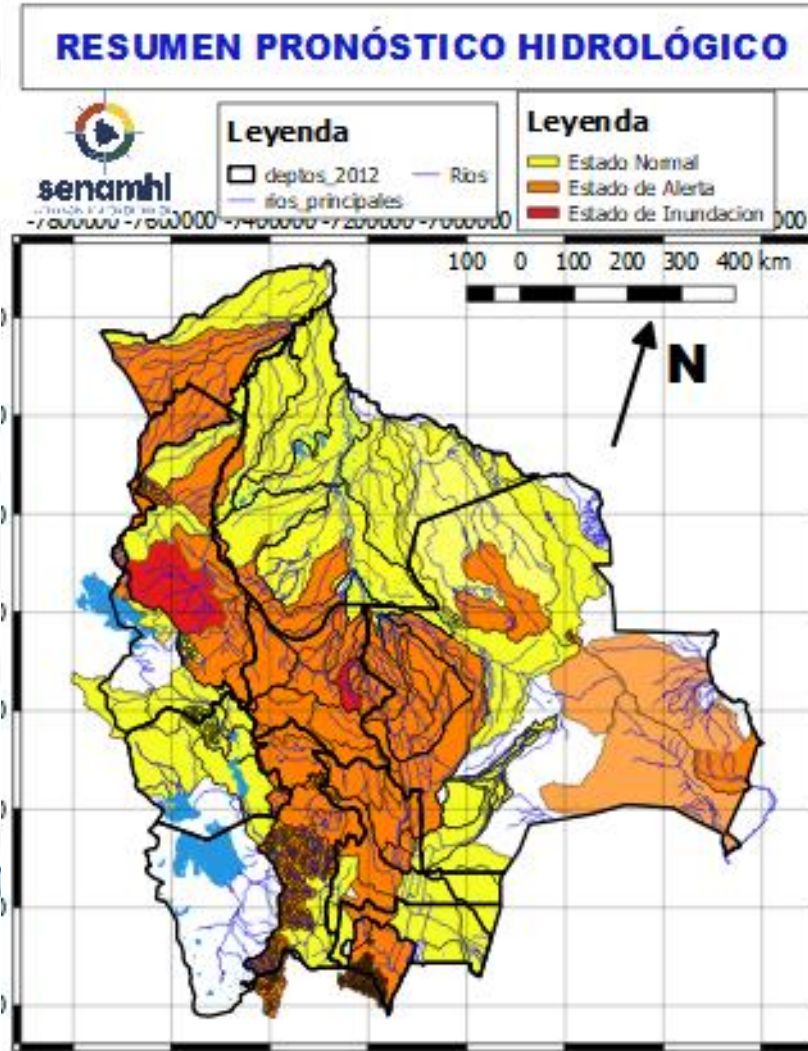 RESUMEN PRONÓSTICO HIDROLÓGICO
senamhi
Leyenda
deptos_2012
Rios
rios_principales
Leyenda
Estado Normal
Estado de Alerta
Estado de Inundacion
-7800000 -7600000 -7400000 -7200000 -7000000
100 0 100 200 300 400 km
N